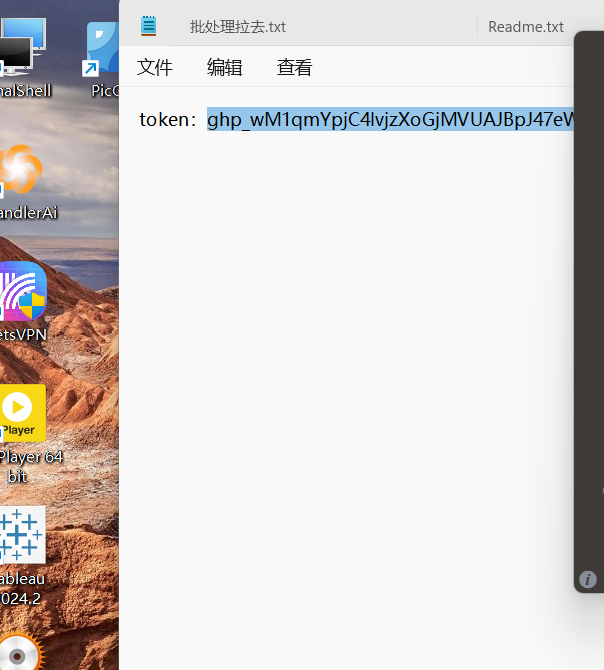 批处理拉去.txt
Readme.txt
文件 编辑 查看
token：ghp_wM1qmYpjC4lvjzXoGjMVUAJBpJ47eW
nalShell
PicG
andlerAi
etsVPN
Player
Player 64
bit
ableau
024.2